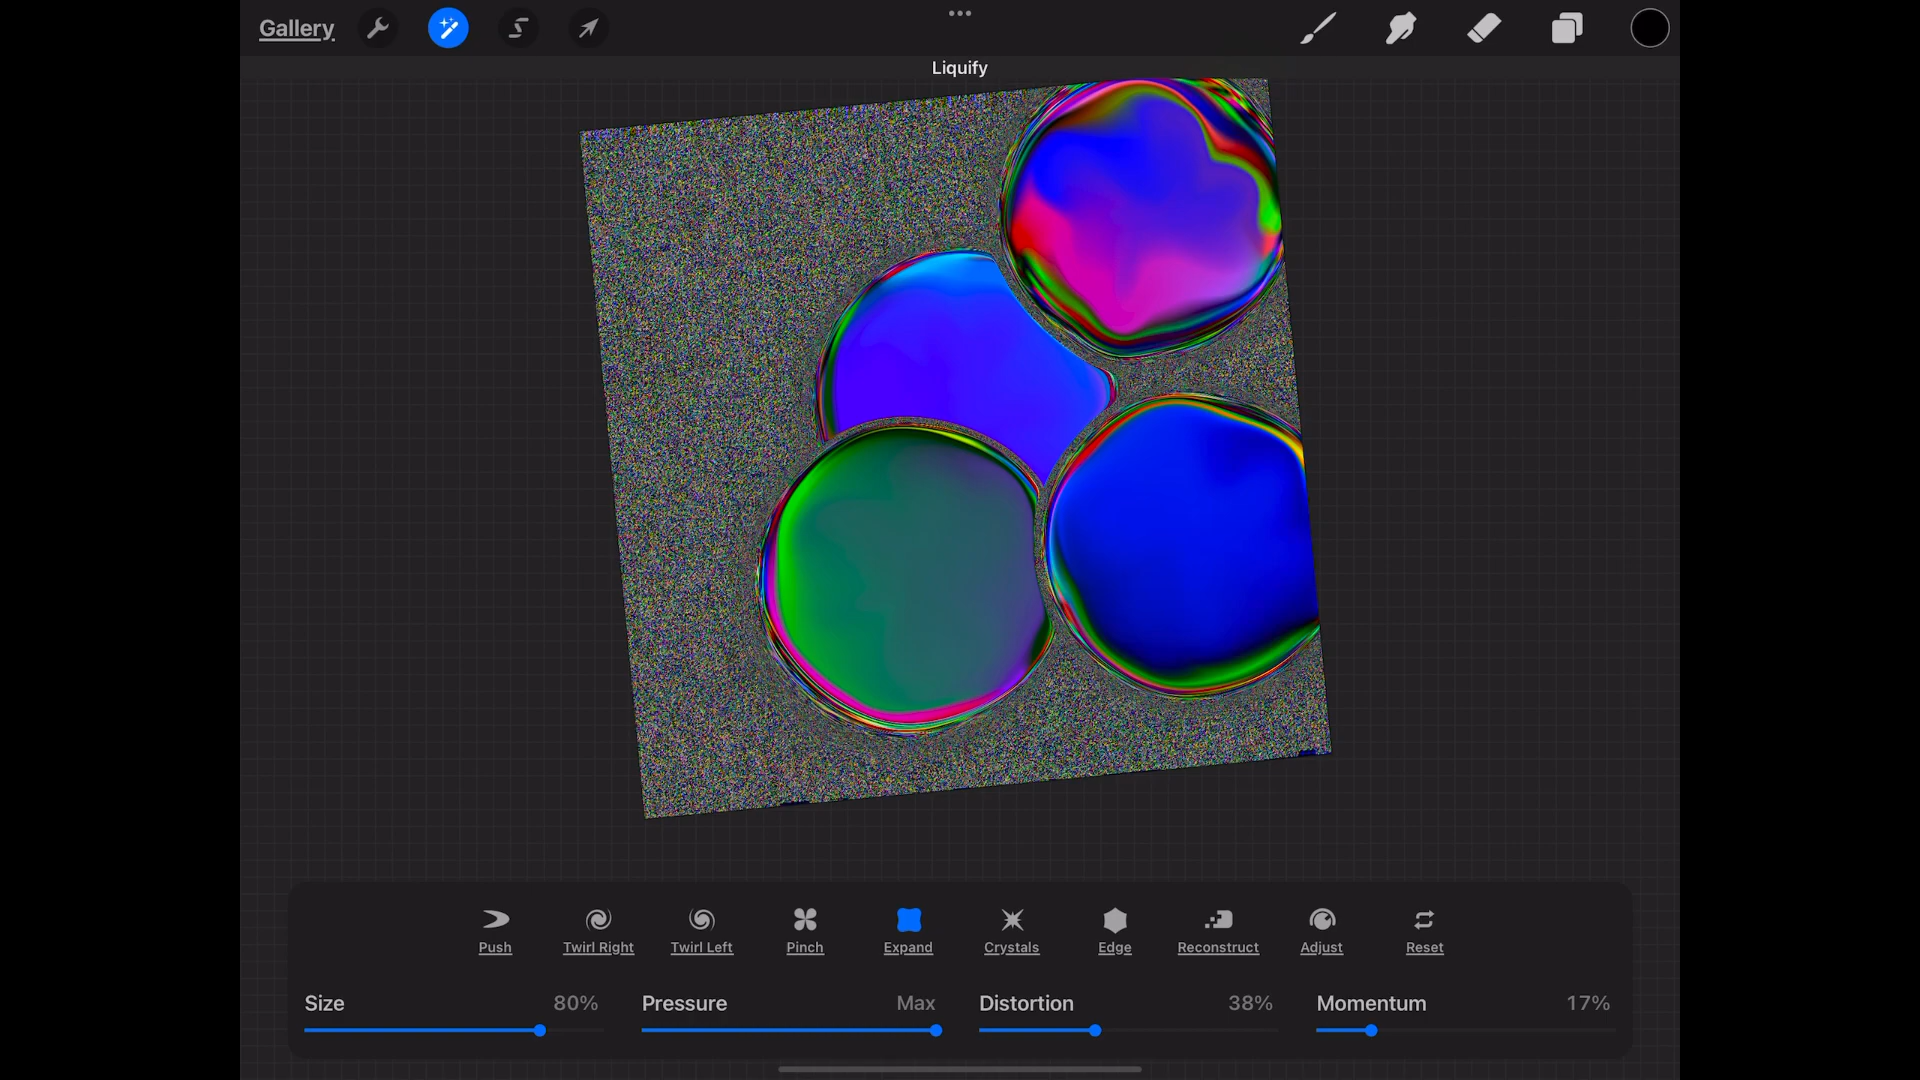 Gallery
Liquify
Push Twirl Right Twirl Left Pinch Expand Crystals Edge Reconstruct Adjust Reset
Size 80% Pressure Max Distortion 38% Momentum 17%